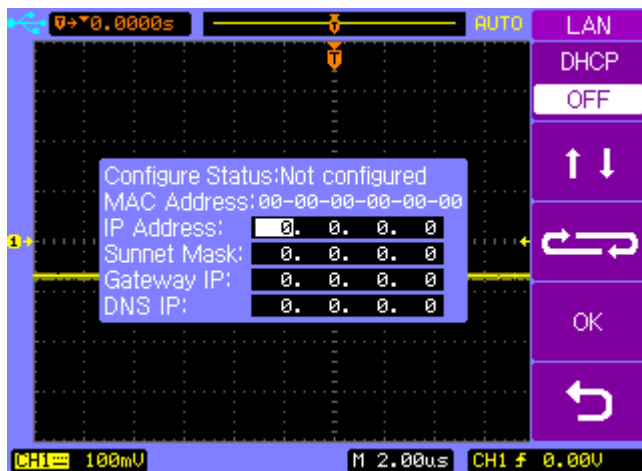 0.0000s AUTO LAN
DHCP
OFF
T
Configure Status:Not configured
MAC Address:00-00-00-00-00-00
IP Address: 0. 0. 0. 0
1
Sunnet Mask: 0. 0. 0. 0
Gateway IP: 0. 0. 0. 0
DNS IP: 0. 0. 0. 0
OK
CH1 100mV M 2.00us CH1 0.00V